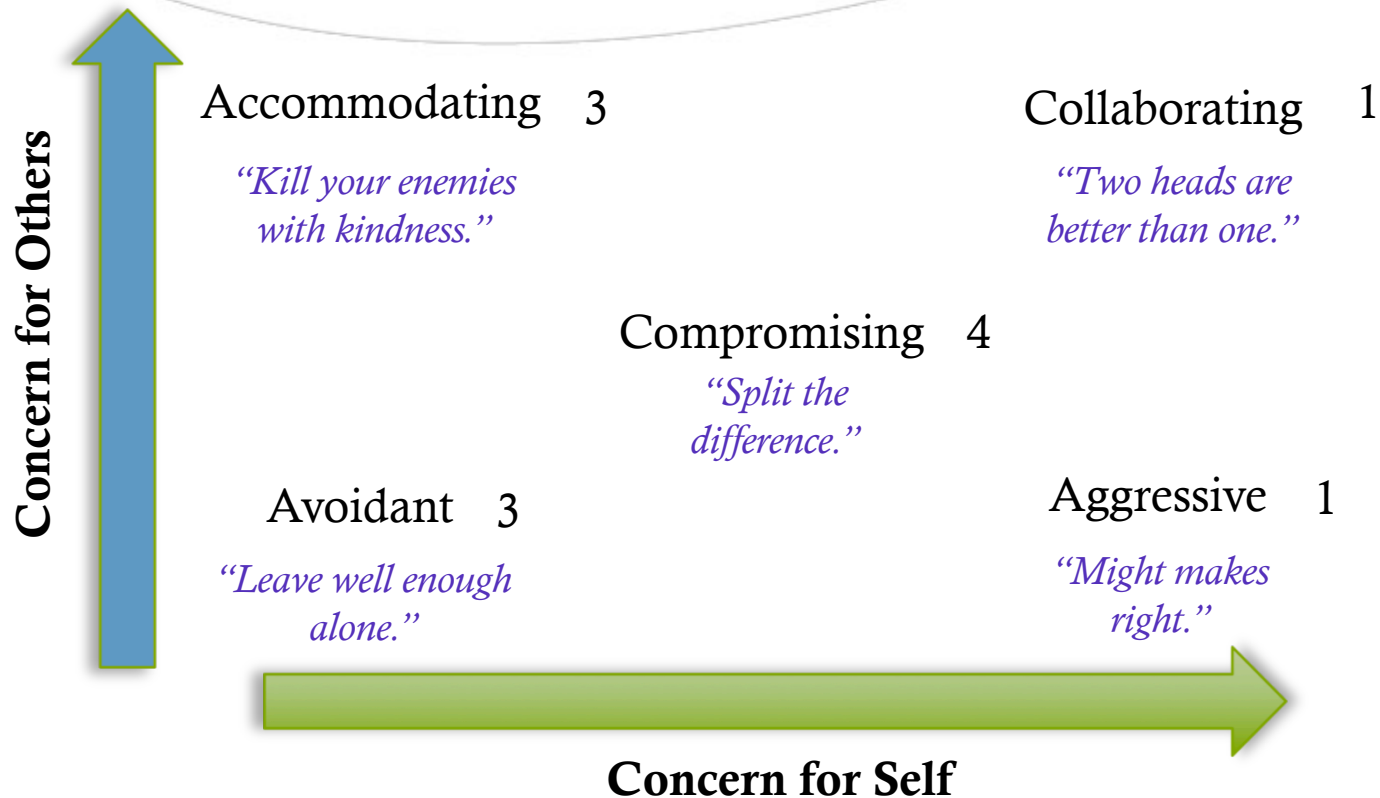 Concern for Others
Accommodating 3
“Kill your enemies
with kindness.”
Collaborating 1
“Two heads are
better than one.”
Compromising 4
“Split the
difference.”
Avoidant 3
“Leave well enough
alone.”
Aggressive 1
“Might makes
right.”
Concern for Self